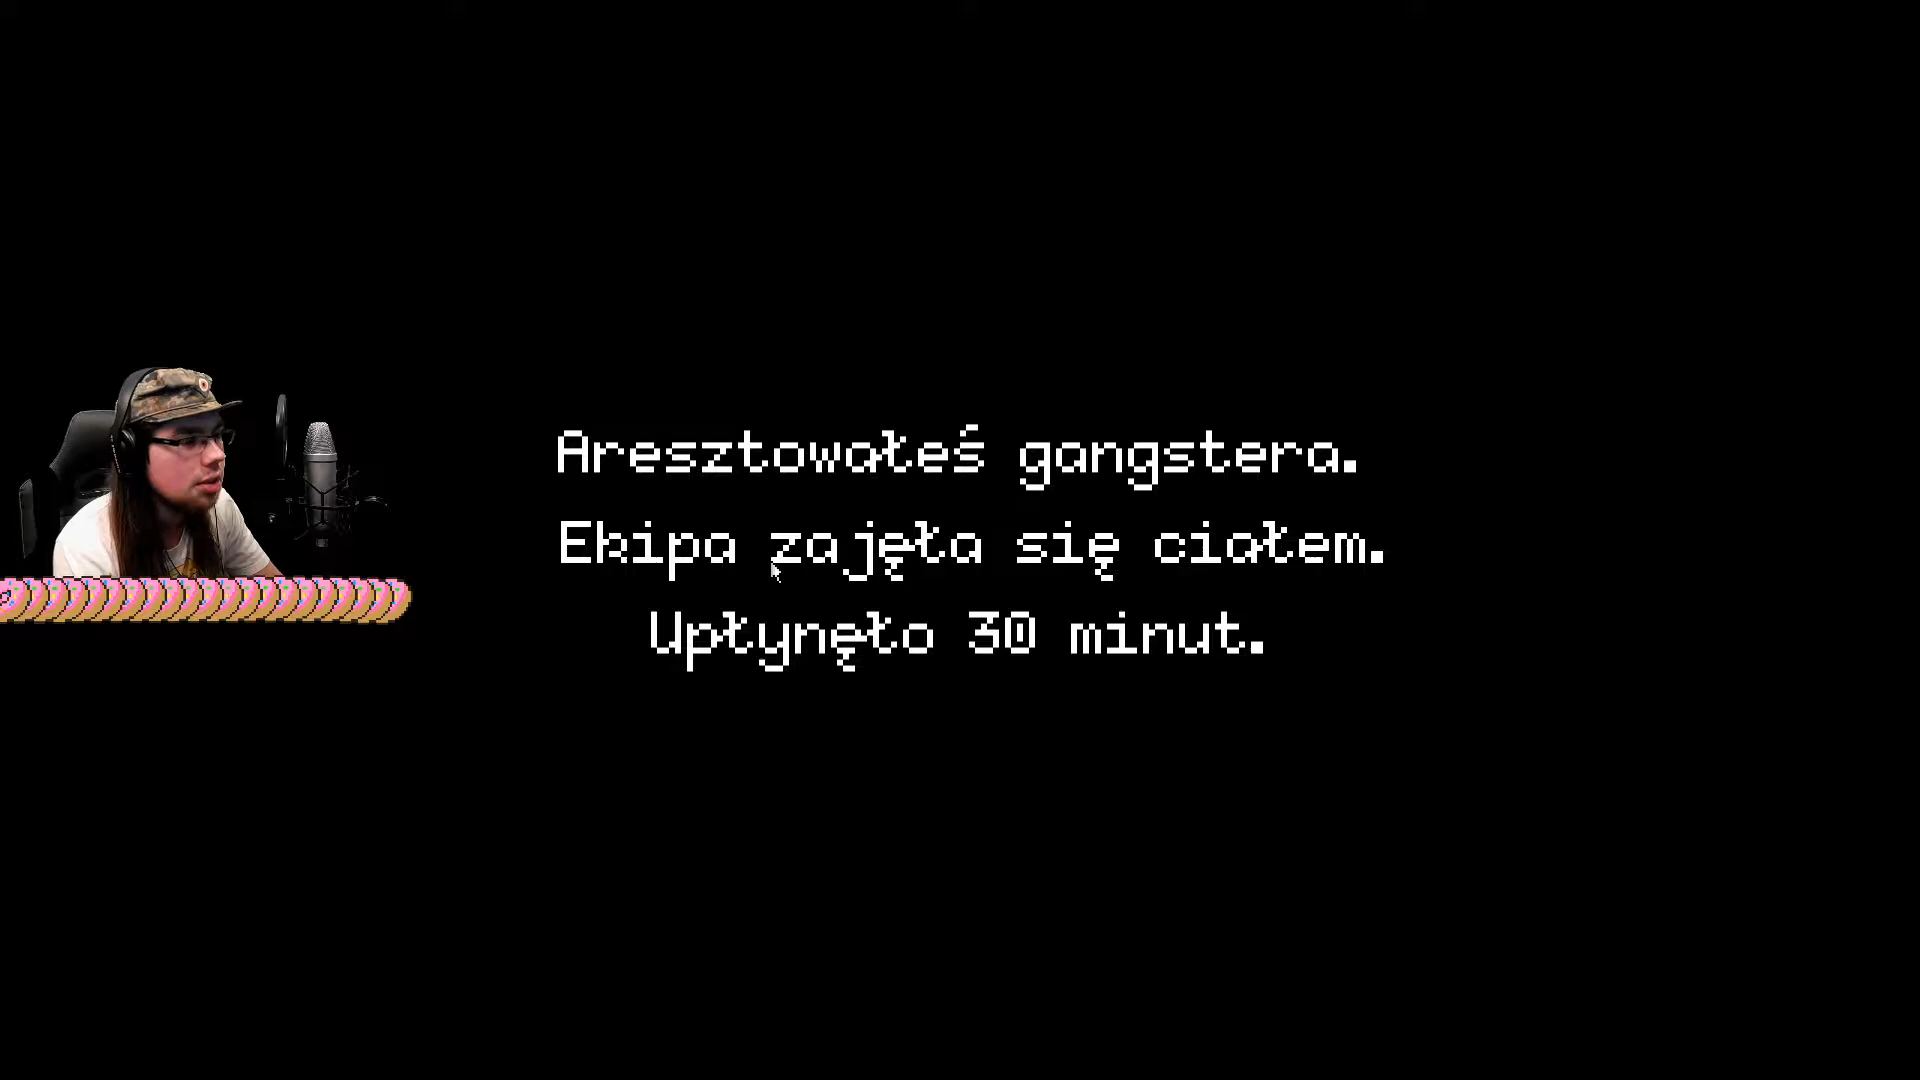 Aresztowałeś gangstera.
Ekipa zajęła się ciałem.
Upłynęło 30 minut.